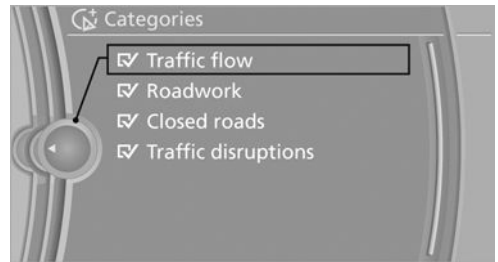 Categories
Traffic flow
Roadwork
Closed roads
Traffic disruptions